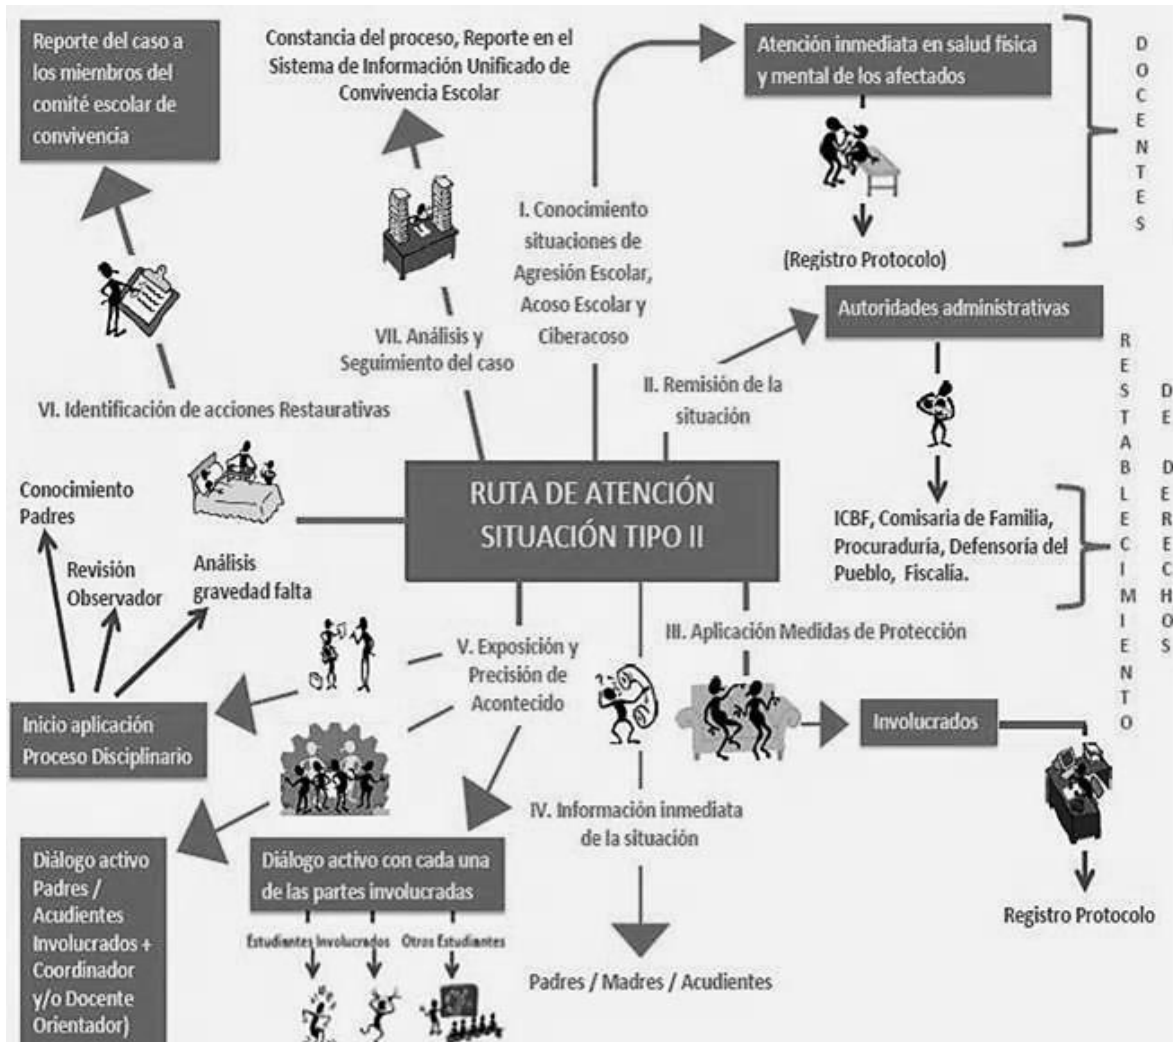 Reporte del caso a
los miembros del
comité escolar de
convivencia
Constancia del proceso, Reporte en el
Sistema de Información Unificado de
Convivencia Escolar
Atención inmediata en salud física
y mental de los afectados
DOCENTES
(Registro Protocolo)
I. Conocimiento
situaciones de
Agresión Escolar,
Acoso Escolar y
Ciberacoso
VII. Análisis y
Seguimiento del caso
II. Remisión de la
situación
Autoridades administrativas
ICBF, Comisaria de Familia,
Procuraduría, Defensoría del
Pueblo, Fiscalía.
RESTABLECIMIENTO
DE DERECHOS
VI. Identificación de acciones Restaurativas
RUTA DE ATENCIÓN
SITUACIÓN TIPO II
Conocimiento
Padres
Revisión
Observador
Análisis
gravedad falta
Inicio aplicación
Proceso Disciplinario
V. Exposición y
Precisión de
Acontecido
III. Aplicación Medidas de Protección
Involucrados
Registro Protocolo
IV. Información inmediata
de la situación
Padres / Madres / Acudientes
Diálogo activo
Padres /
Acudientes
Involucrados +
Coordinador
y/o Docente
Orientador)
Diálogo activo con cada una
de las partes involucradas
Estudiantes Involucrados
Otros Estudiantes